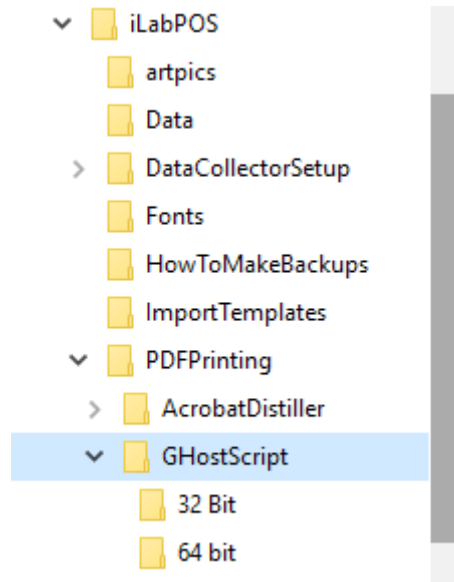 iLabPOS
artpics
Data
DataCollectorSetup
Fonts
HowToMakeBackups
ImportTemplates
PDFPrinting
AcrobatDistiller
GHostScript
32 Bit
64 bit